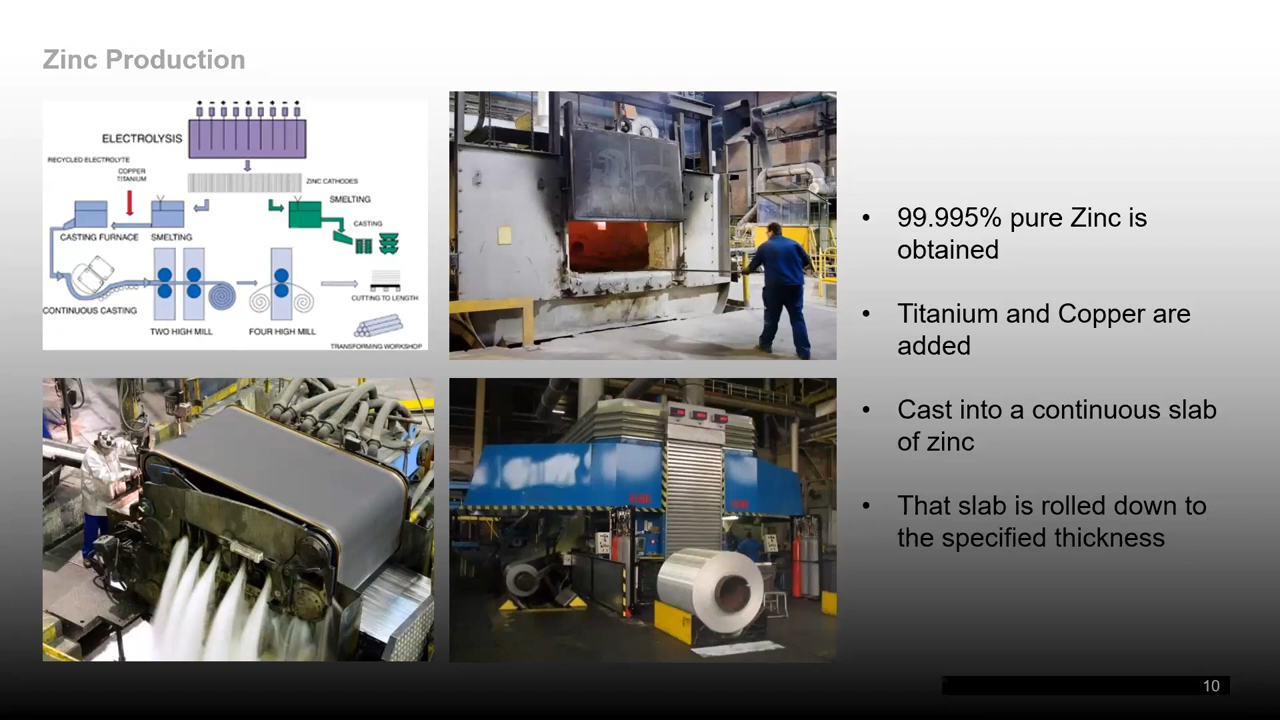 Zinc Production
ELECTROLYSIS
RECYCLED ELECTROLYTE
COPPER
TITANIUM
ZINC CATHODES
SMELTING
CASTING
CASTING FURNACE
SMELTING
CONTINUOUS CASTING
CUTTING TO LENGTH
TWO HIGH MILL
FOUR HIGH MILL
TRANSFORMING WORKSHOP
• 99.995% pure Zinc is
obtained
• Titanium and Copper are
added
• Cast into a continuous slab
of zinc
• That slab is rolled down to
the specified thickness
10